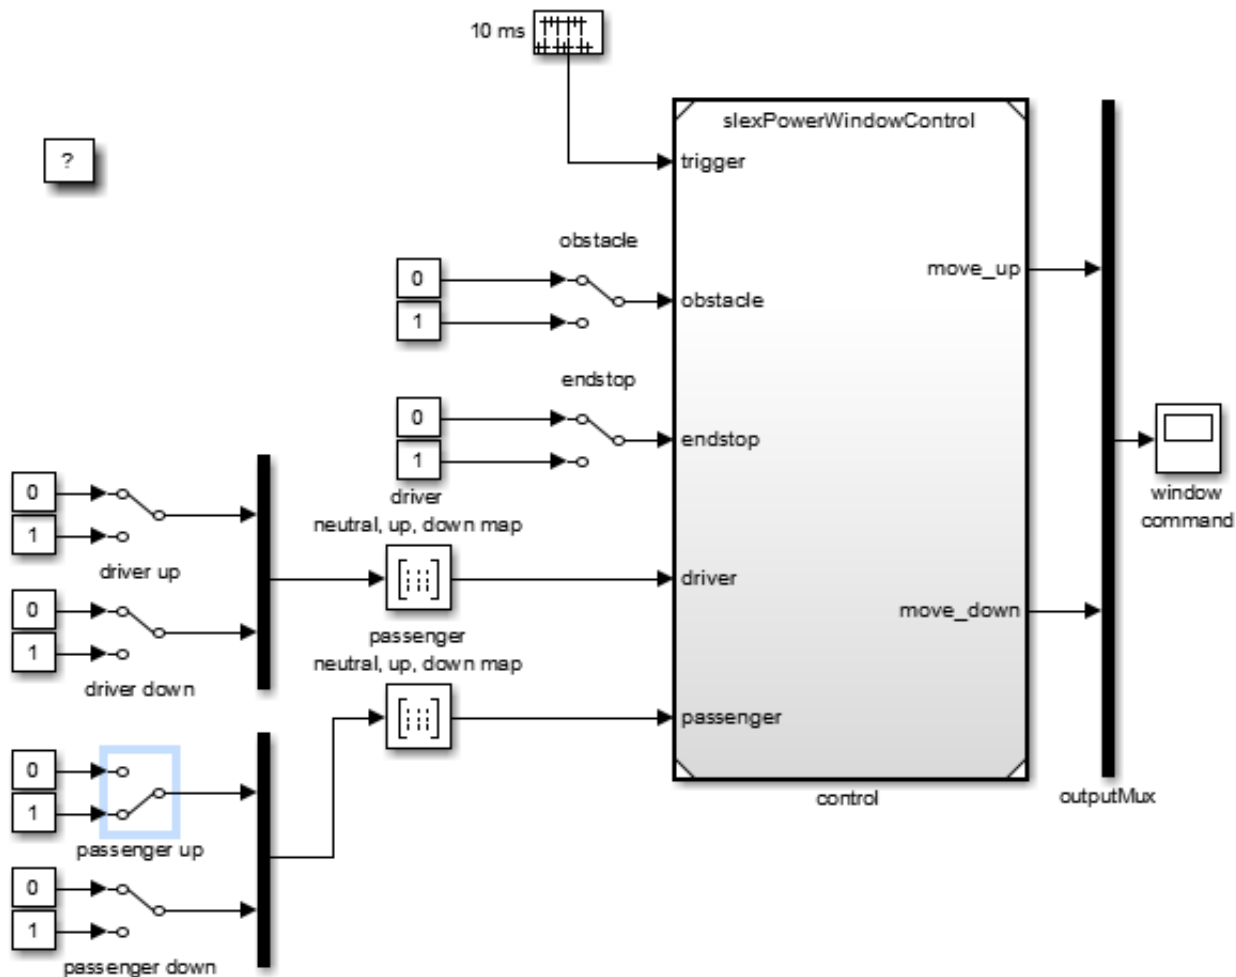 10 ms
slexPowerWindowControl
trigger
?
obstacle
0
1
obstacle
move_up
endstop
0
1
endstop
window
command
driver
neutral, up, down map
0
1
driver up
driver
0
1
driver down
move_down
passenger
neutral, up, down map
passenger
0
1
passenger up
control
outputMux
0
1
passenger down